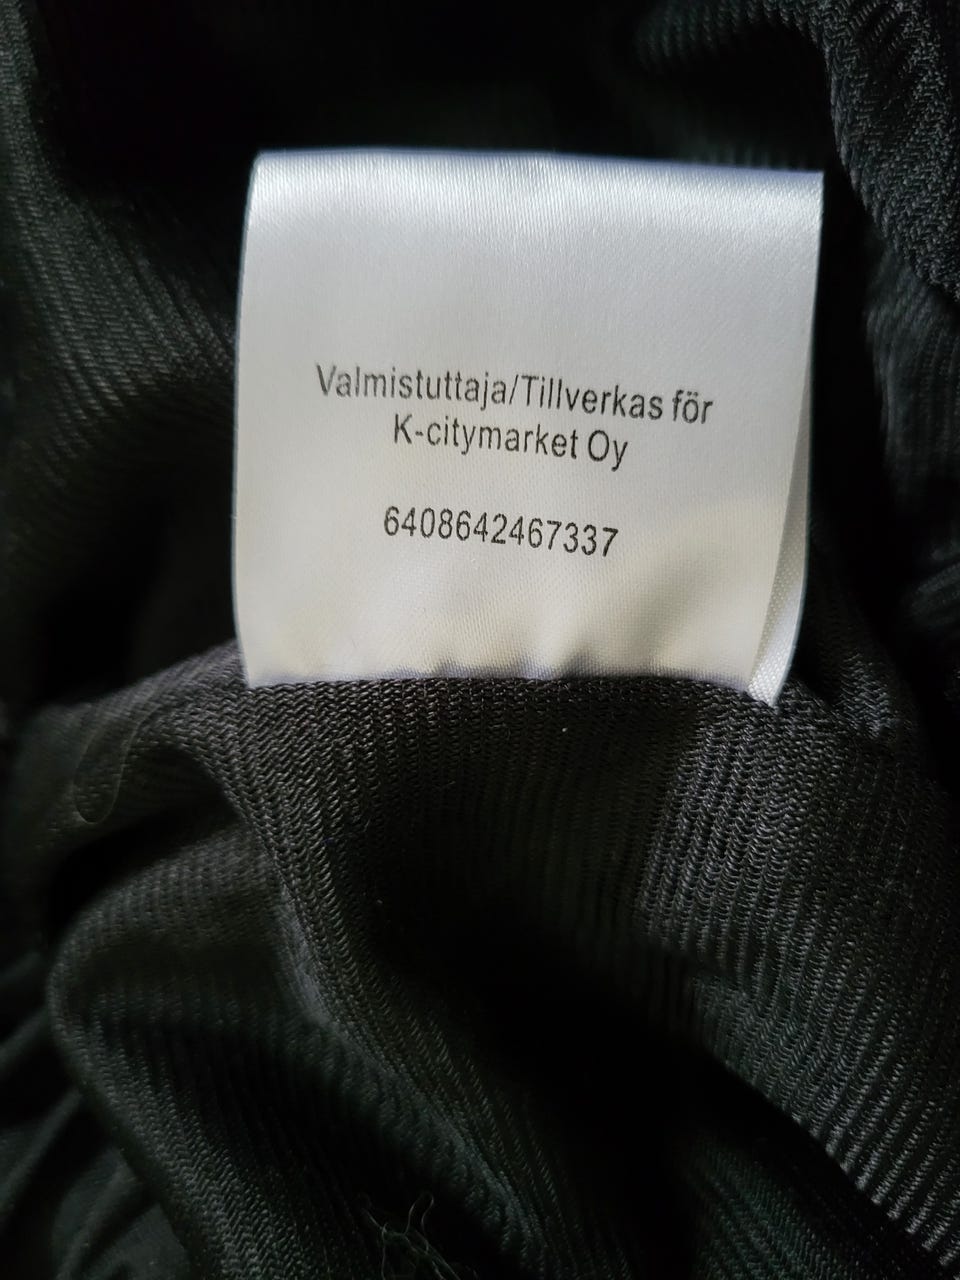 Valmistuttaja/Tillverkas för
K-citymarket Oy
6408642467337